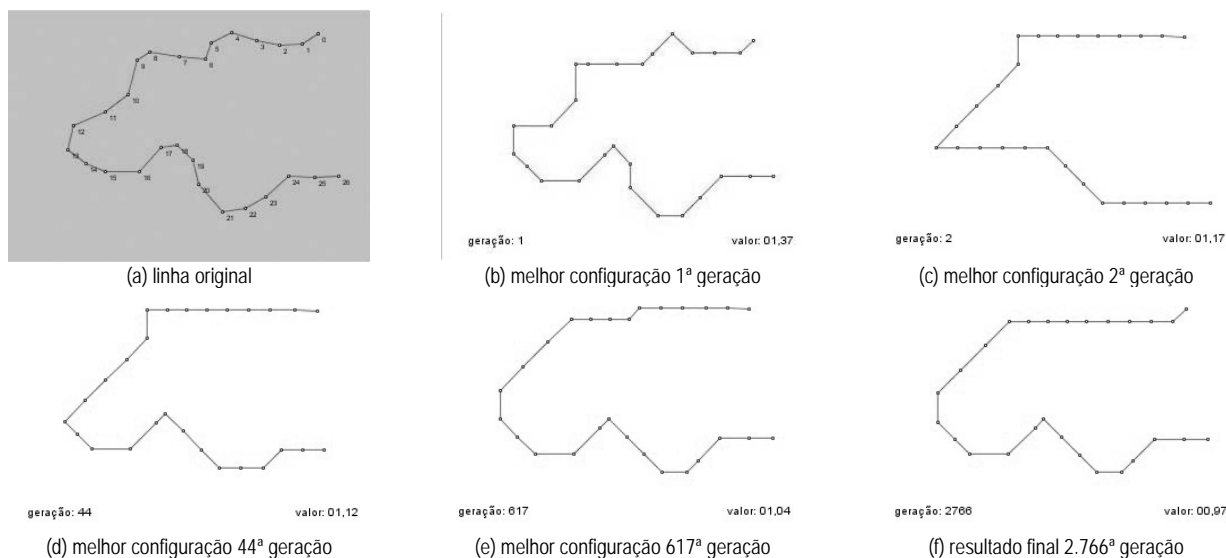 0
1
2
3
4
5
6
7
8
9
10
11
12
13
14
15
16
17
18
19
20
21
22
23
24
25
26
(a) linha original
geração: 1 valor: 01,37
(b) melhor configuração 1ª geração
geração: 2 valor: 01,17
(c) melhor configuração 2ª geração
geração: 44 valor: 01,12
(d) melhor configuração 44ª geração
geração: 617 valor: 01,04
(e) melhor configuração 617ª geração
geração: 2766 valor: 00,97
(f) resultado final 2.766ª geração